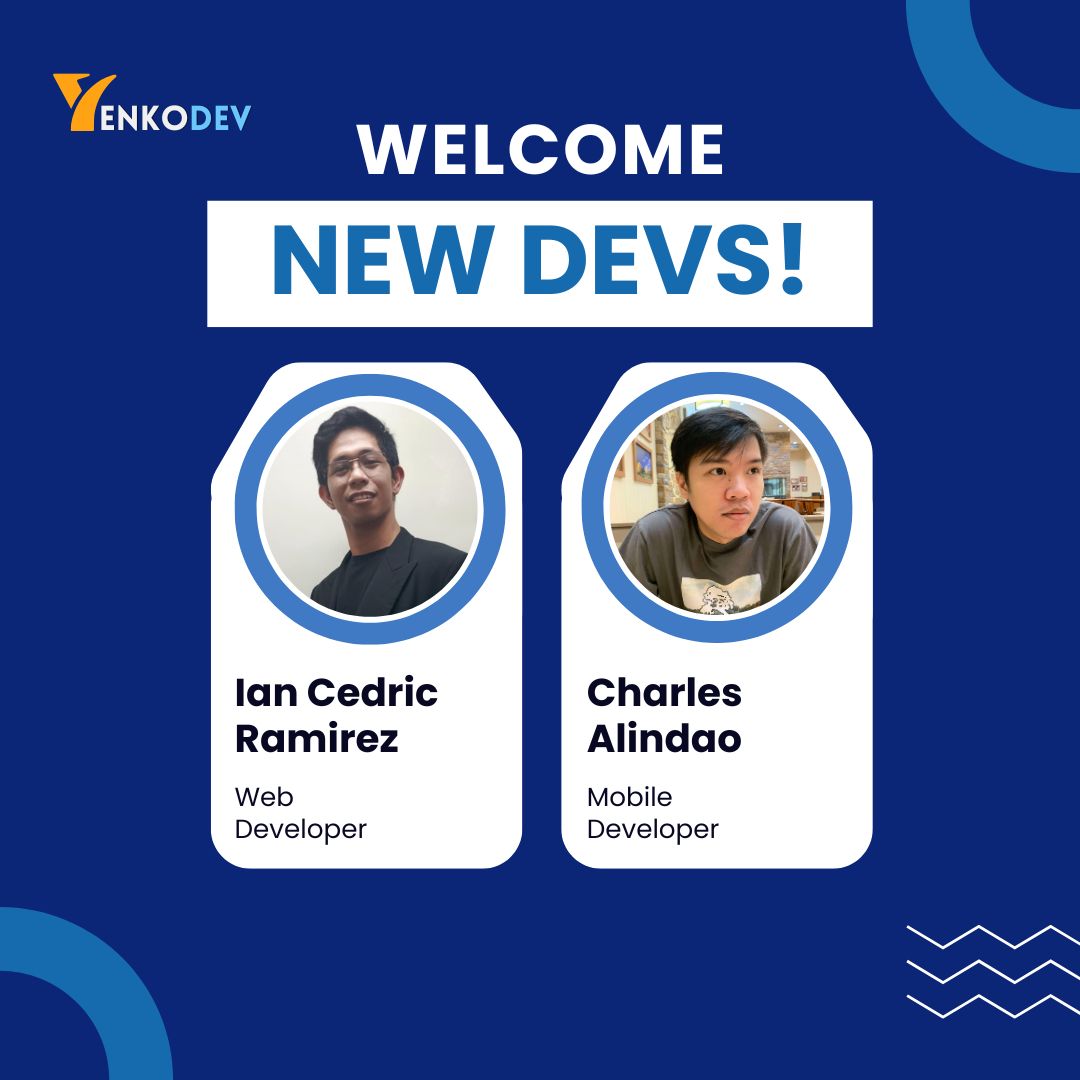 YENKODEV
WELCOME
NEW DEVS!
Ian Cedric
Ramirez
Web
Developer
Charles
Alindao
Mobile
Developer